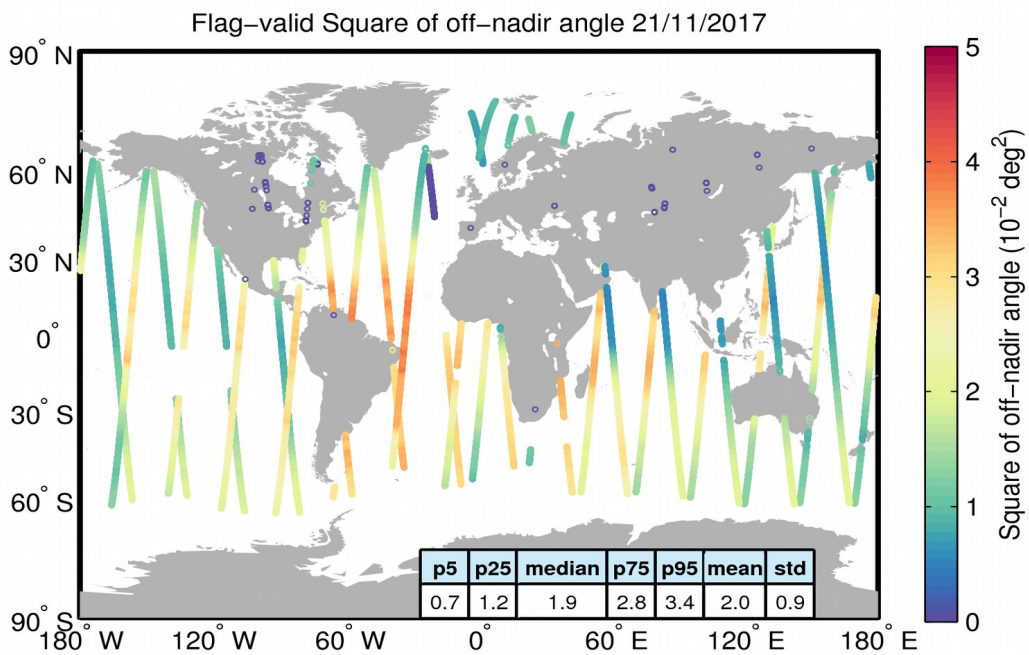 Flag−valid Square of off−nadir angle 21/11/2017
90° N
60° N
30° N
0°
30° S
60° S
90° S
180° W
120° W
60° W
0°
60° E
120° E
180° E
p5 p25 median p75 p95 mean std
0.7 1.2 1.9 2.8 3.4 2.0 0.9
5
4
3
2
1
0
Square of off−nadir angle (10⁻² deg²)